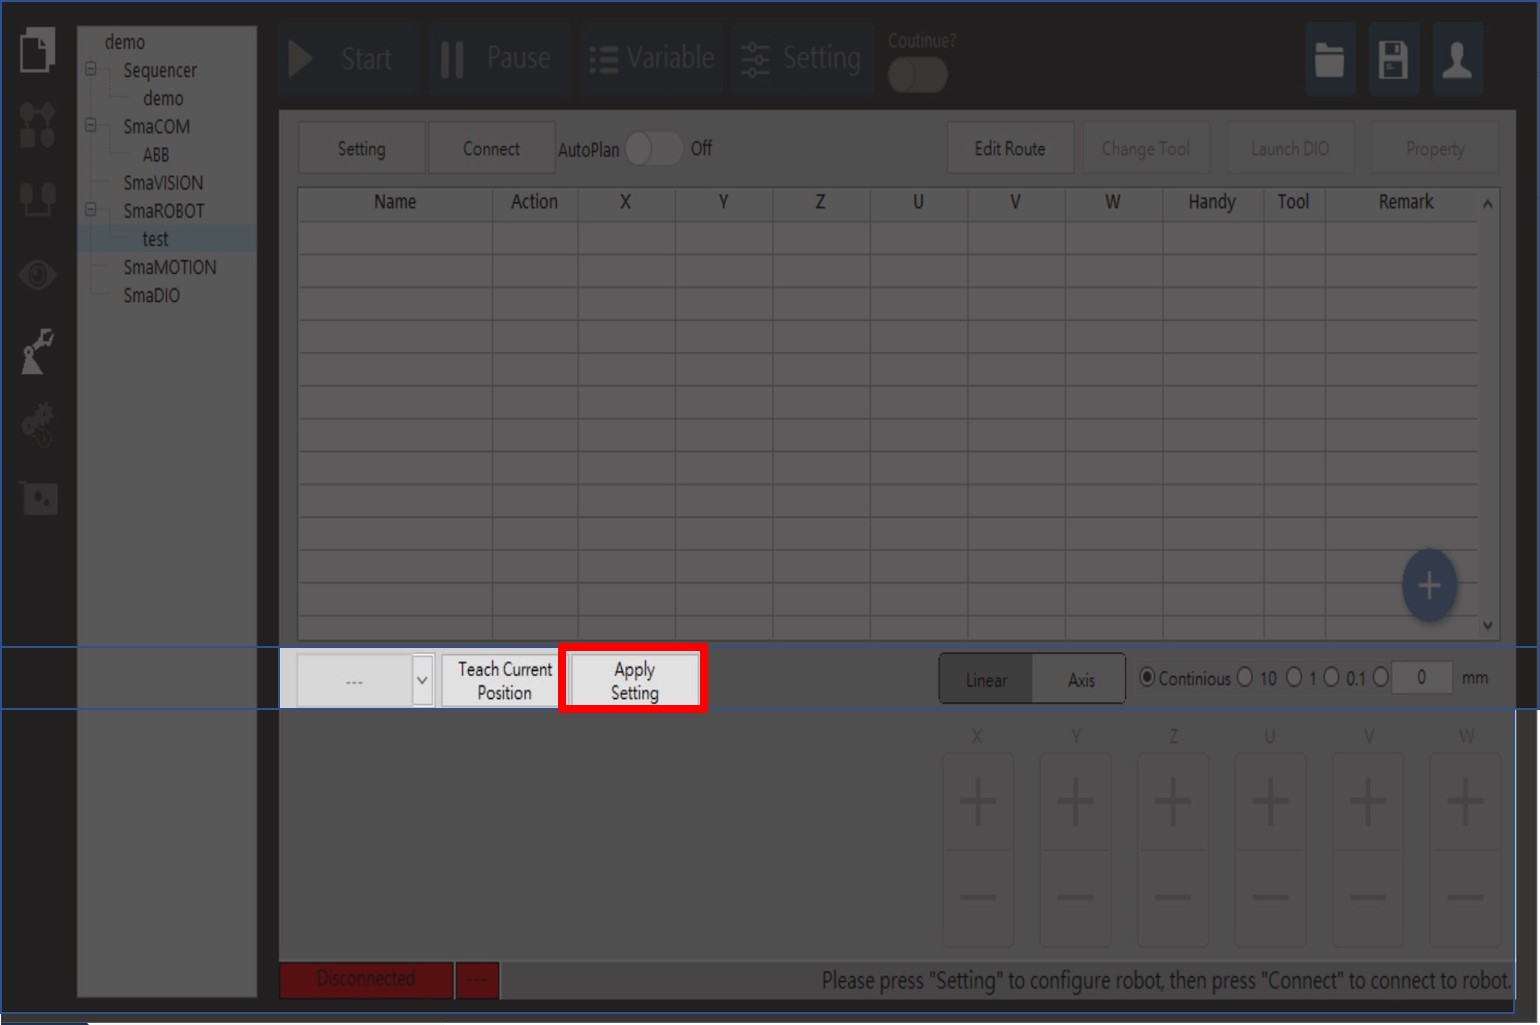 demo
Sequencer
demo
SmaCOM
ABB
SmaVISION
SmaROBOT
test
SmaMOTION
SmaDIO
Start
Pause
Variable
Setting
Coutinue?
Setting
Connect
AutoPlan
Off
Edit Route
Change Tool
Launch DIO
Property
Name Action X Y Z U V W Handy Tool Remark
---
Teach Current
Position
Apply
Setting
Linear
Axis
Continious 10 1 0.1 0 mm
X Y Z U V W
Disconnected
---
Please press "Setting" to configure robot, then press "Connect" to connect to robot.